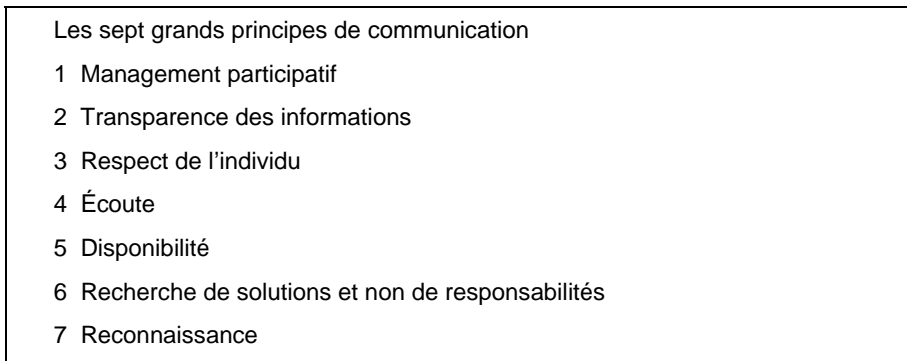 Les sept grands principes de communication
1 Management participatif
2 Transparence des informations
3 Respect de l’individu
4 Écoute
5 Disponibilité
6 Recherche de solutions et non de responsabilités
7 Reconnaissance